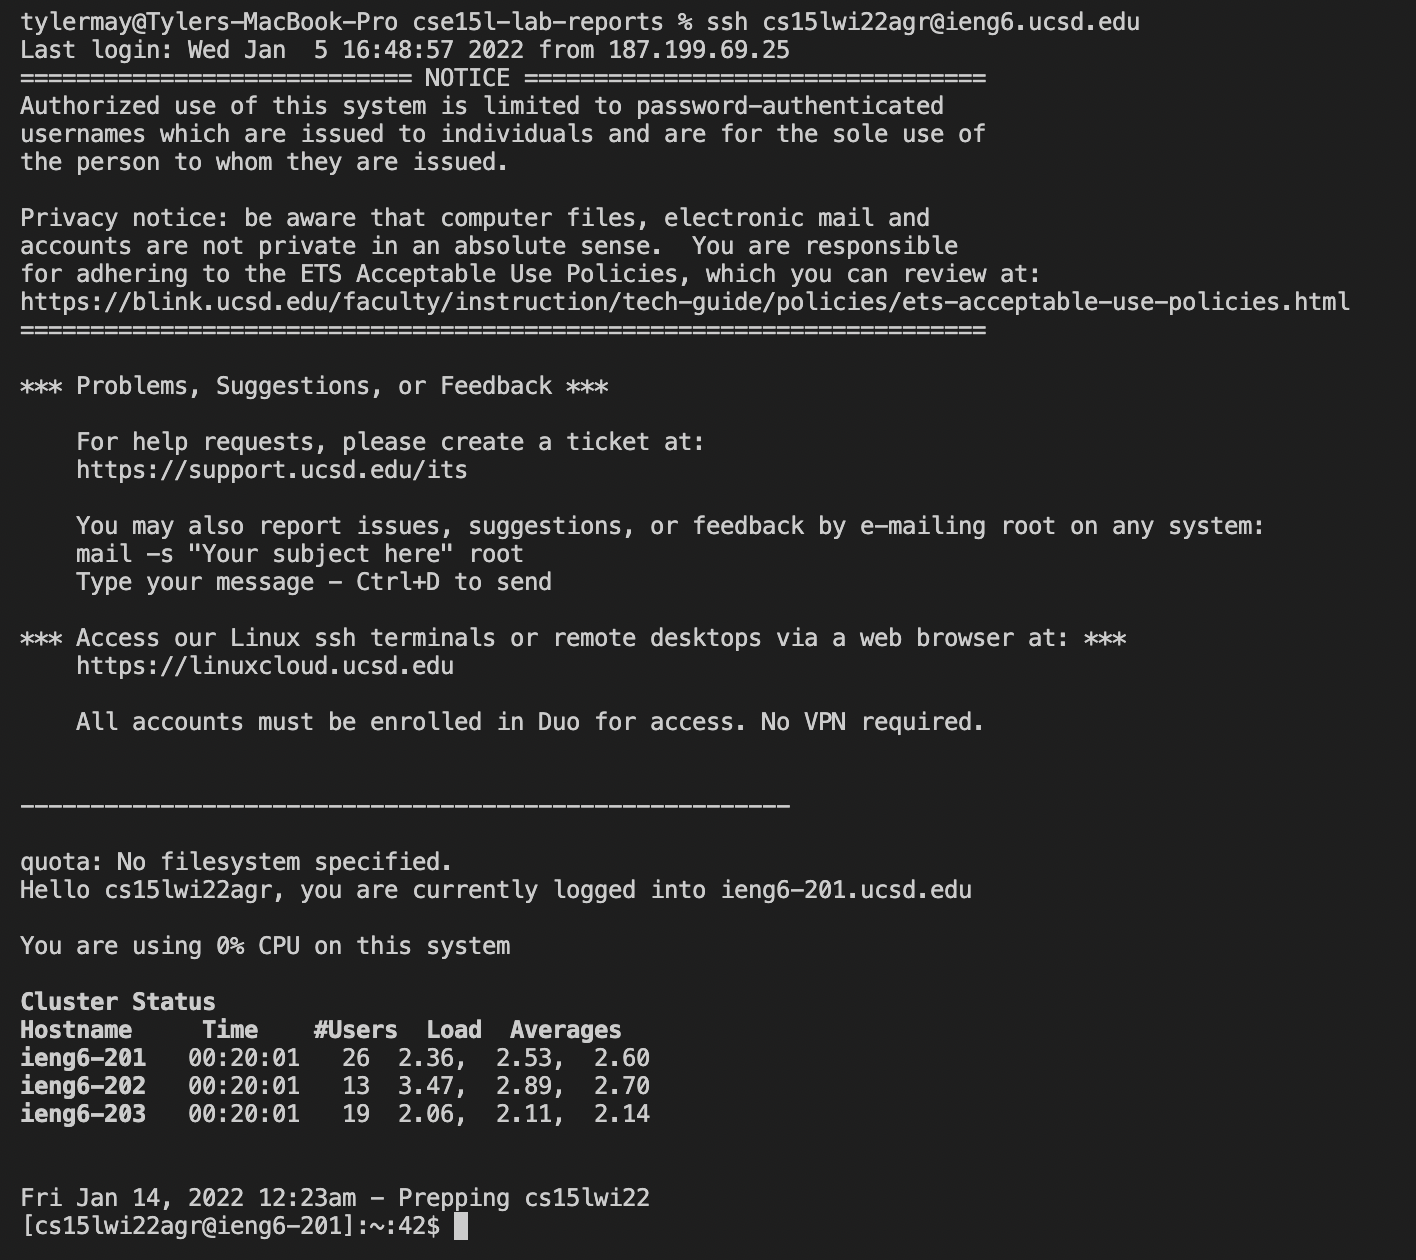 tylermay@Tylers-MacBook-Pro cse15l-lab-reports % ssh cs15lwi22agr@ieng6.ucsd.edu
Last login: Wed Jan  5 16:48:57 2022 from 187.199.69.25
============================ NOTICE =================================
Authorized use of this system is limited to password-authenticated
usernames which are issued to individuals and are for the sole use of
the person to whom they are issued.

Privacy notice: be aware that computer files, electronic mail and
accounts are not private in an absolute sense.  You are responsible
for adhering to the ETS Acceptable Use Policies, which you can review at:
https://blink.ucsd.edu/faculty/instruction/tech-guide/policies/ets-acceptable-use-policies.html
=====================================================================

*** Problems, Suggestions, or Feedback ***

    For help requests, please create a ticket at:
    https://support.ucsd.edu/its

    You may also report issues, suggestions, or feedback by e-mailing root on any system:
    mail -s "Your subject here" root
    Type your message - Ctrl+D to send

*** Access our Linux ssh terminals or remote desktops via a web browser at: ***
    https://linuxcloud.ucsd.edu

    All accounts must be enrolled in Duo for access. No VPN required.


-------------------------------------------------------

quota: No filesystem specified.
Hello cs15lwi22agr, you are currently logged into ieng6-201.ucsd.edu

You are using 0% CPU on this system

Cluster Status
Hostname     Time    #Users  Load  Averages
ieng6-201   00:20:01   26  2.36,  2.53,  2.60
ieng6-202   00:20:01   13  3.47,  2.89,  2.70
ieng6-203   00:20:01   19  2.06,  2.11,  2.14


Fri Jan 14, 2022 12:23am - Prepping cs15lwi22
[cs15lwi22agr@ieng6-201]:~:42$